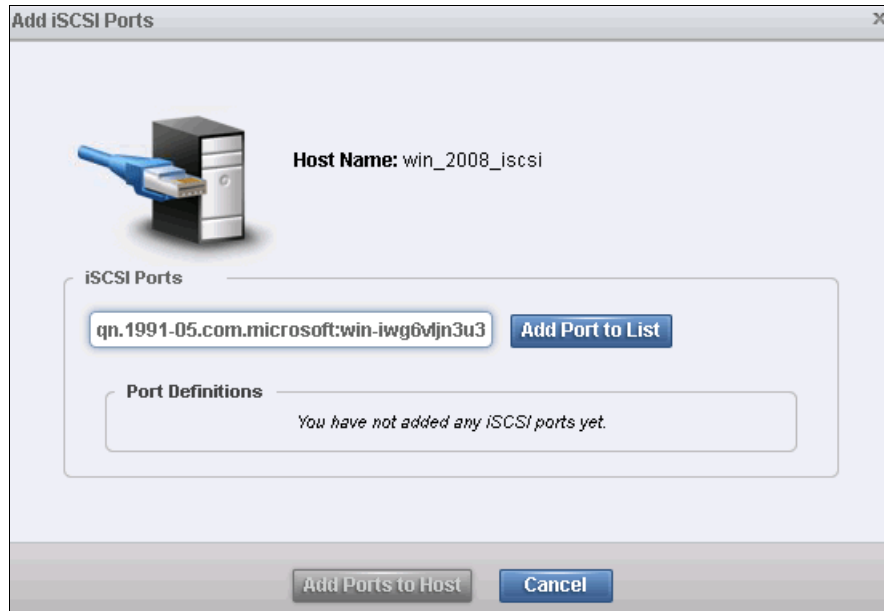 Add iSCSI Ports
Host Name: win_2008_iscsi
iSCSI Ports
qn.1991-05.com.microsoft:win-iwg6vljn3u3
Add Port to List
Port Definitions
You have not added any iSCSI ports yet.
Add Ports to Host
Cancel